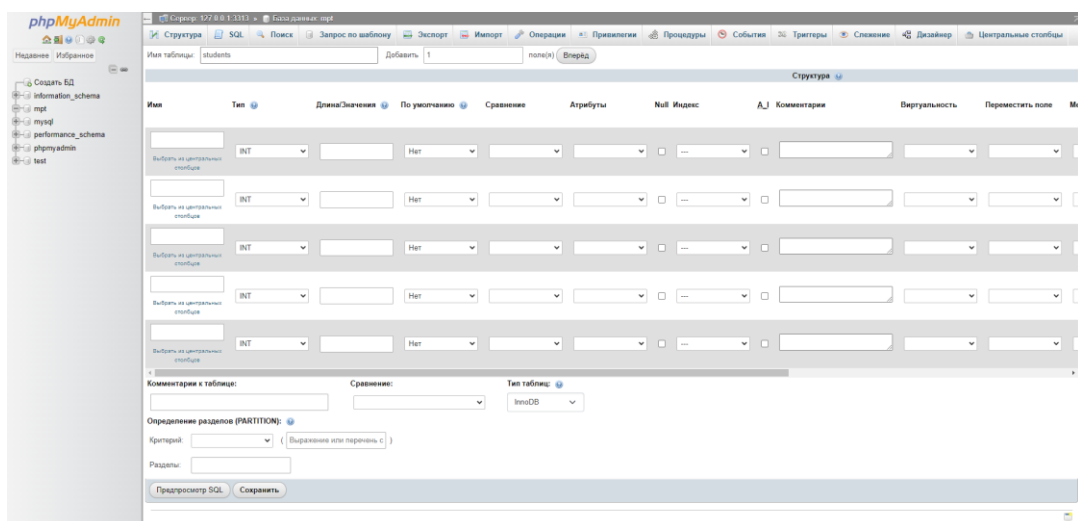 phpMyAdmin
Недавнее Избранное
Создать БД
information_schema
mpt
mysql
performance_schema
phpmyadmin
test
Сервер: 127.0.0.1:3313 » База данных: mpt
Структура SQL Поиск Запрос по шаблону Экспорт Импорт Операции Привилегии Процедуры События Триггеры Слежение Дизайнер Центральные столбцы
Имя таблицы: students Добавить 1 поле(я) Вперёд
Структура
Имя Тип Длина/Значения По умолчанию Сравнение Атрибуты Null Индекс A_I Комментарии Виртуальность Переместить поле
INT Нет ---
Выбрать из центральных
столбцов
INT Нет ---
Выбрать из центральных
столбцов
INT Нет ---
Выбрать из центральных
столбцов
INT Нет ---
Выбрать из центральных
столбцов
INT Нет ---
Выбрать из центральных
столбцов
Комментарии к таблице: Сравнение: Тип таблиц:
InnoDB
Определение разделов (PARTITION):
Критерий: ( Выражение или перечень с )
Разделы:
Предпросмотр SQL Сохранить